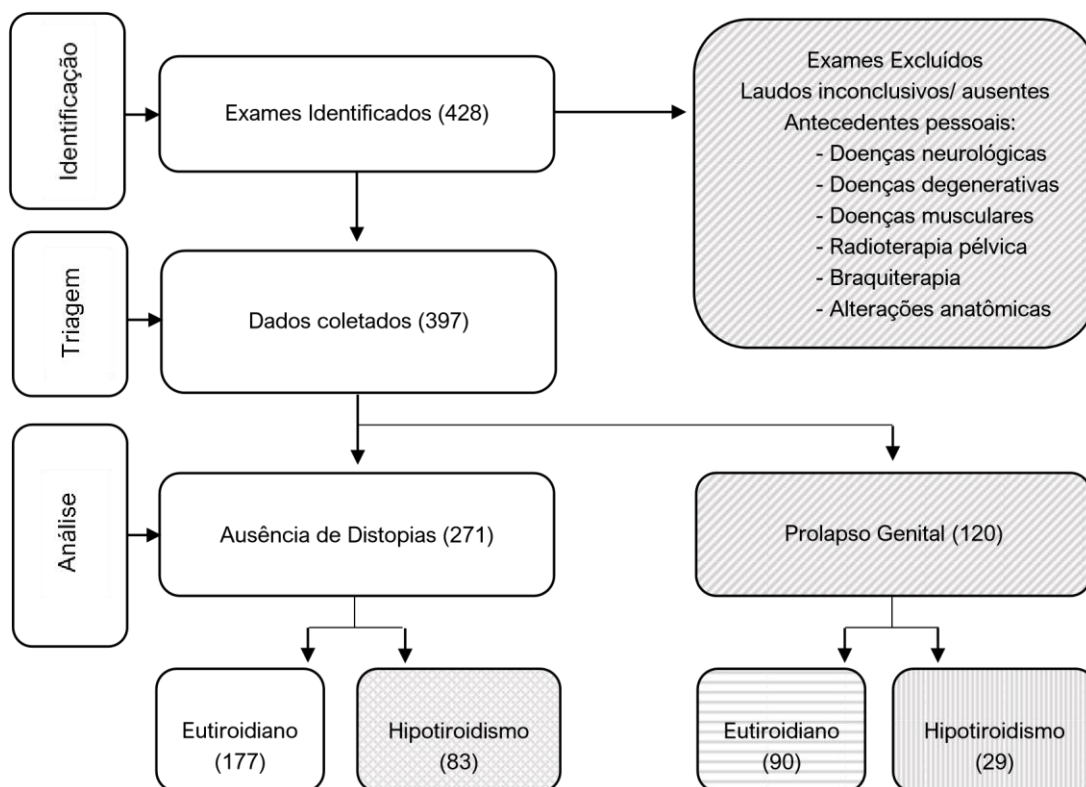 Identificação
Exames Identificados (428)
Exames Excluídos
Laudos inconclusivos/ ausentes
Antecedentes pessoais:
- Doenças neurológicas
- Doenças degenerativas
- Doenças musculares
- Radioterapia pélvica
- Braquiterapia
- Alterações anatômicas
Triagem
Dados coletados (397)
Análise
Ausência de Distopias (271)
Prolapso Genital (120)
Eutiroidiano
(177)
Hipotiroidismo
(83)
Eutiroidiano
(90)
Hipotiroidismo
(29)